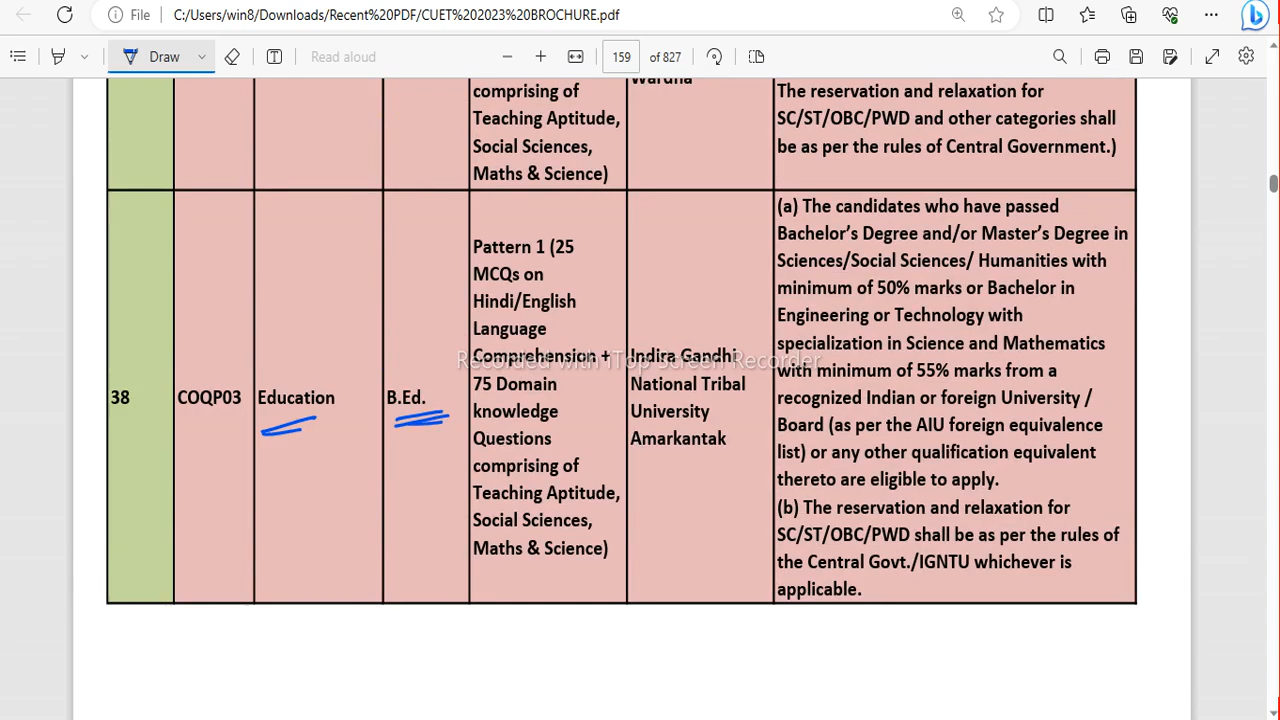 File
C:/Users/win8/Downloads/Recent%20PDF/CUET%202023%20BROCHURE.pdf
Draw
Read aloud
159
of 827
comprising of
Teaching Aptitude,
Social Sciences,
Maths & Science)
Wardha
The reservation and relaxation for
SC/ST/OBC/PWD and other categories shall
be as per the rules of Central Government.)
38
COQP03
Education
B.Ed.
Pattern 1 (25
MCQs on
Hindi/English
Language
Comprehension +
75 Domain
knowledge
Questions
comprising of
Teaching Aptitude,
Social Sciences,
Maths & Science)
Indira Gandhi
National Tribal
University
Amarkantak
(a) The candidates who have passed
Bachelor’s Degree and/or Master’s Degree in
Sciences/Social Sciences/ Humanities with
minimum of 50% marks or Bachelor in
Engineering or Technology with
specialization in Science and Mathematics
with minimum of 55% marks from a
recognized Indian or foreign University /
Board (as per the AIU foreign equivalence
list) or any other qualification equivalent
thereto are eligible to apply.
(b) The reservation and relaxation for
SC/ST/OBC/PWD shall be as per the rules of
the Central Govt./IGNTU whichever is
applicable.
Recorded with iTop Screen Recorder